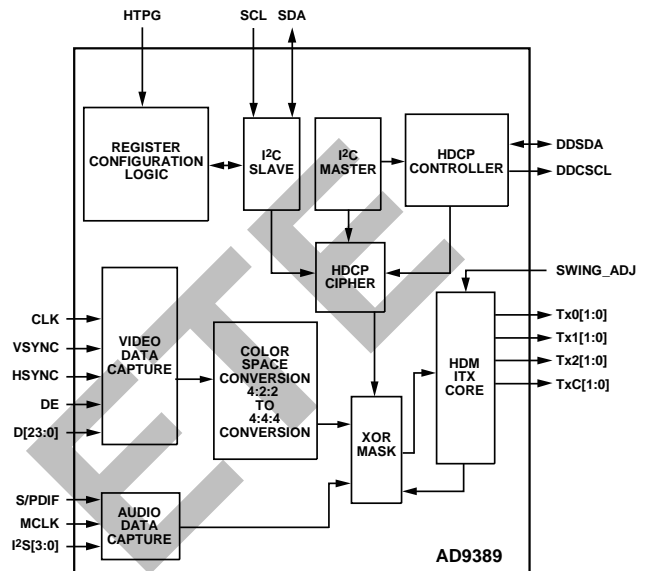 HTPG
SCL
SDA
REGISTER
CONFIGURATION
LOGIC
I²C
SLAVE
I²C
MASTER
HDCP
CONTROLLER
DDSDA
DDCSCL
HDCP
CIPHER
SWING_ADJ
CLK
VSYNC
HSYNC
DE
D[23:0]
VIDEO
DATA
CAPTURE
COLOR
SPACE
CONVERSION
4:2:2
TO
4:4:4
CONVERSION
XOR
MASK
HDM
ITX
CORE
Tx0[1:0]
Tx1[1:0]
Tx2[1:0]
TxC[1:0]
S/PDIF
MCLK
I²S[3:0]
AUDIO
DATA
CAPTURE
AD9389
ETE